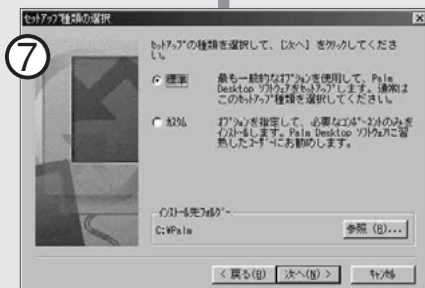 ｾｯﾄｱｯﾌﾟ種類の選択
⑦
ｾｯﾄｱｯﾌﾟの種類を選択して、[次へ] をｸﾘｯｸしてくださ
い。
標準
最も一般的なｵﾌﾟｼｮﾝを使用して、Palm
Desktop ｿﾌﾄｳｪｱをｾｯﾄｱｯﾌﾟします。通常は
このｾｯﾄｱｯﾌﾟ種類を選択してください。
ｶｽﾀﾑ
ｵﾌﾟｼｮﾝを指定して、必要なｺﾝﾎﾟｰﾈﾝﾄのみを
ｲﾝｽﾄｰﾙします。Palm Desktop ｿﾌﾄｳｪｱに習
熟したﾕｰｻﾞｰにお勧めします。
ｲﾝｽﾄｰﾙ先ﾌｫﾙﾀﾞｰ
C:¥Palm
参照 (B)...
< 戻る(B)
次へ(N) >
ｷｬﾝｾﾙ